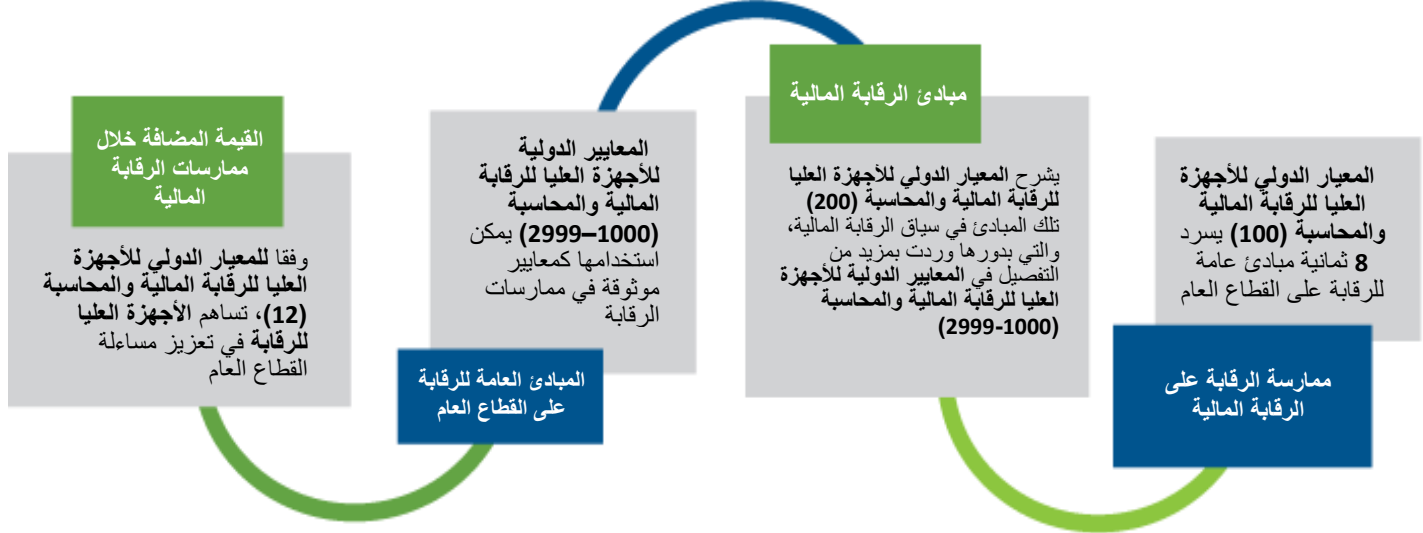 المعيار الدولي للأجهزة
العليا للرقابة المالية
والمحاسبة (100) يسرد
8 ثمانية مبادئ عامة
للرقابة على القطاع العام
ممارسة الرقابة على
الرقابة المالية
مبادئ الرقابة المالية
يشرح المعيار الدولي للأجهزة العليا
للرقابة المالية والمحاسبة (200)
تلك المبادئ في سياق الرقابة المالية،
والتي بدورها وردت بمزيد من
التفصيل في المعايير الدولية للأجهزة
العليا للرقابة المالية والمحاسبة
(1000-2999)
المعايير الدولية
للأجهزة العليا للرقابة
المالية والمحاسبة
(1000–2999) يمكن
استخدامها كمعايير
موثوقة في ممارسات
الرقابة
المبادئ العامة للرقابة
على القطاع العام
القيمة المضافة خلال
ممارسات الرقابة
المالية
وفقا للمعيار الدولي للأجهزة
العليا للرقابة المالية والمحاسبة
(12)، تساهم الأجهزة العليا
للرقابة في تعزيز مساءلة
القطاع العام